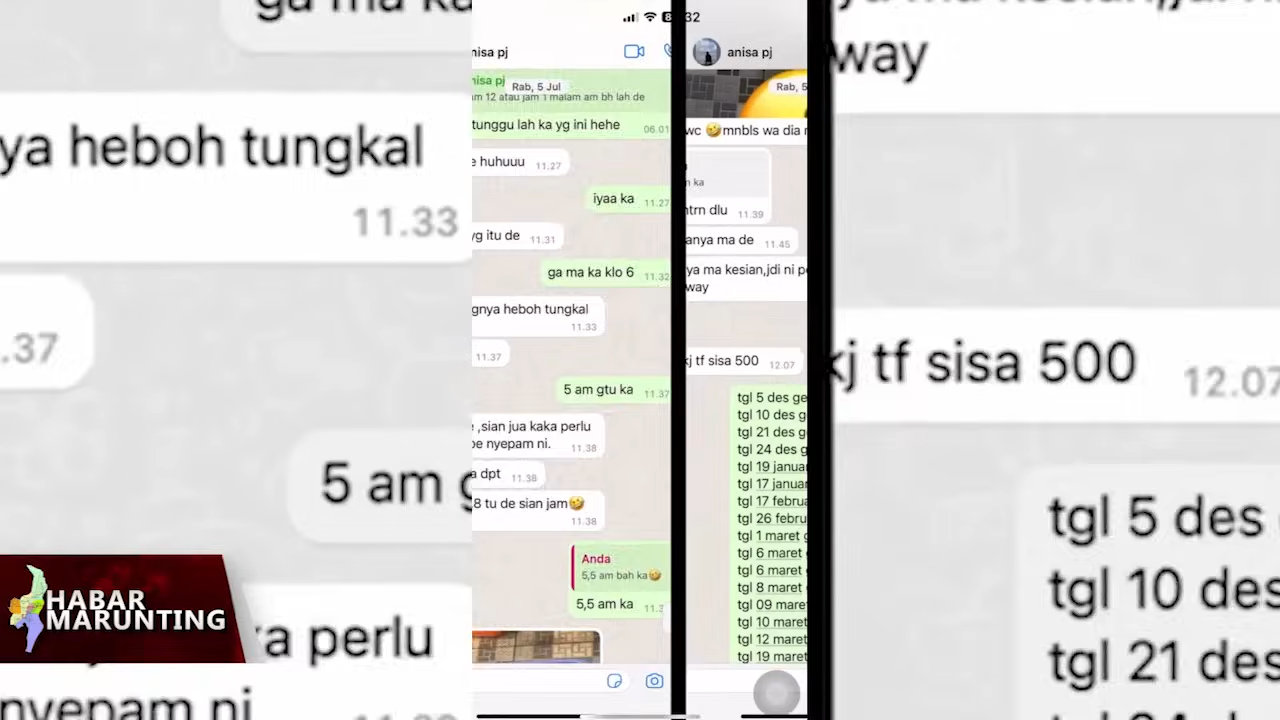 ya heboh tungkal
11.33
.37
5 am g
ka perlu
nyepam ni
HABAR
MARUNTING
nisa pj
nisa pj
Rab, 5 Jul
m 12 atau jam 1 malam am bh lah de
tunggu lah ka yg ini hehe
06.01
e huhuuu 11.27
iyaa ka 11.27
yg itu de 11.31
ga ma ka klo 6 11.32
gnya heboh tungkal
11.33
11.37
5 am gtu ka 11.37
,sian jua kaka perlu
be nyepam ni. 11.38
a dpt 11.38
8 tu de sian jam🤣
11.38
Anda
5,5 am bah ka🤣
5,5 am ka 11.3
32
anisa pj
Rab, 5
wc 🤣mnbls wa dia
n ka
ntrn dlu 11.39
anya ma de 11.45
ya ma kesian,jdi ni p
way
kj tf sisa 500 12.07
tgl 5 des ge
tgl 10 des g
tgl 21 des g
tgl 24 des g
tgl 19 janua
tgl 17 janua
tgl 17 februa
tgl 26 febru
tgl 1 maret g
tgl 6 maret
tgl 6 maret
tgl 8 maret
tgl 09 mare
tgl 10 maret
tgl 12 maret
tgl 19 maret
way
kj tf sisa 500
12.07
tgl 5 des
tgl 10 des
tgl 21 des